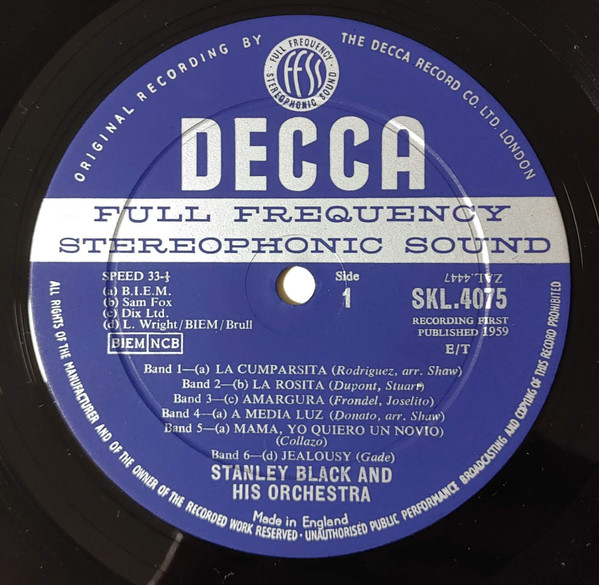 ORIGINAL RECORDING BY THE DECCA RECORD CO. LTD. LONDON
FULL FREQUENCY
STEREOPHONIC SOUND
FFSS
DECCA
FULL FREQUENCY
STEREOPHONIC SOUND
SPEED 33-⅓
(a) B.I.E.M.
(b) Sam Fox
(c) Dix Ltd.
(d) L. Wright/BIEM/Brull
BIEM NCB
Side
1
ZAL.4447
SKL.4075
RECORDING FIRST
PUBLISHED 1959
E/T
Band 1—(a) LA CUMPARSITA (Rodriguez, arr. Shaw)
Band 2—(b) LA ROSITA (Dupont, Stuart)
Band 3—(c) AMARGURA (Frondel, Joselito)
Band 4—(a) A MEDIA LUZ (Donato, arr. Shaw)
Band 5—(a) MAMA, YO QUIERO UN NOVIO)
(Collazo)
Band 6—(d) JEALOUSY (Gade)
STANLEY BLACK AND
HIS ORCHESTRA
Made in England
ALL RIGHTS OF THE MANUFACTURER AND OF THE OWNER OF THE RECORDED WORK RESERVED · UNAUTHORISED PUBLIC PERFORMANCE BROADCASTING AND COPYING OF THIS RECORD PROHIBITED